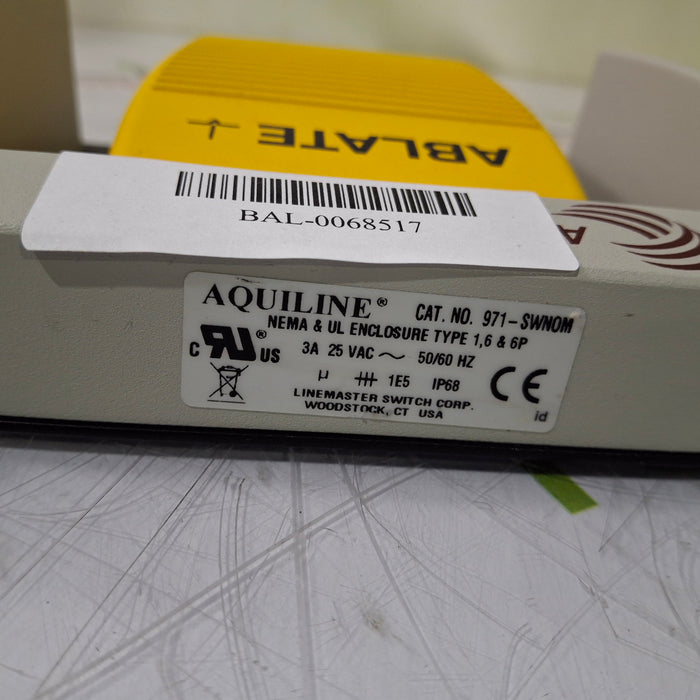 ABLATE
BAL-0068517
A
AQUILINE® CAT. NO. 971-SWNOM
NEMA & UL ENCLOSURE TYPE 1,6 & 6P
C UR® US 3A 25 VAC ~ 50/60 HZ
µ 1E5 IP68 CE
LINEMASTER SWITCH CORP.
WOODSTOCK, CT USA
id